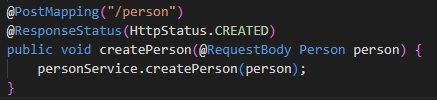 @PostMapping("/person")
@ResponseStatus(HttpStatus.CREATED)
public void createPerson(@RequestBody Person person) {
    personService.createPerson(person);
}